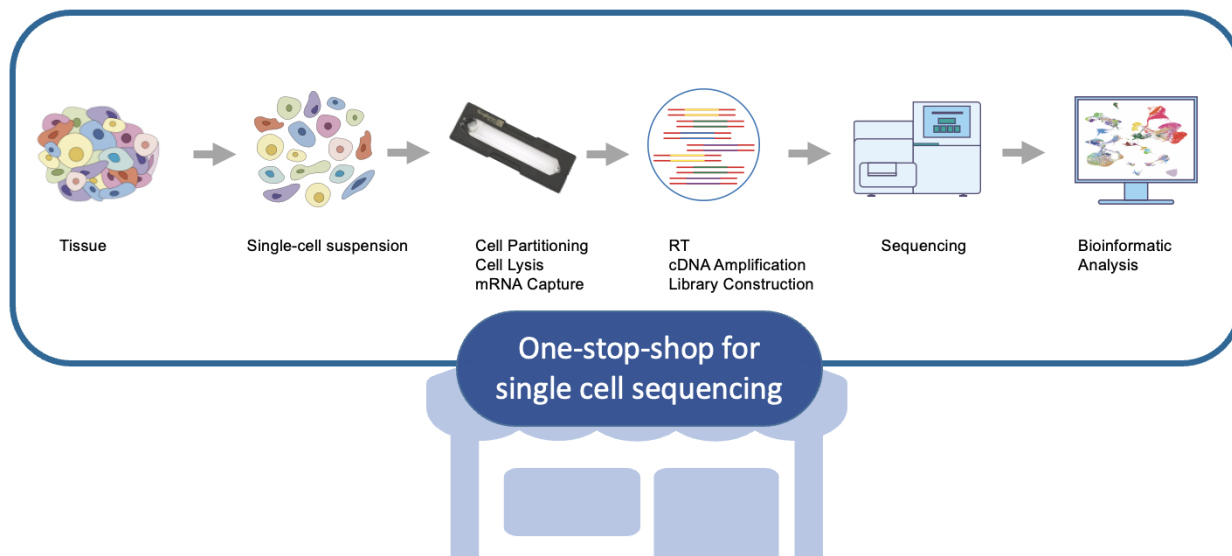 Tissue
Single-cell suspension
Cell Partitioning
Cell Lysis
mRNA Capture
RT
cDNA Amplification
Library Construction
Sequencing
Bioinformatic
Analysis
One-stop-shop for
single cell sequencing